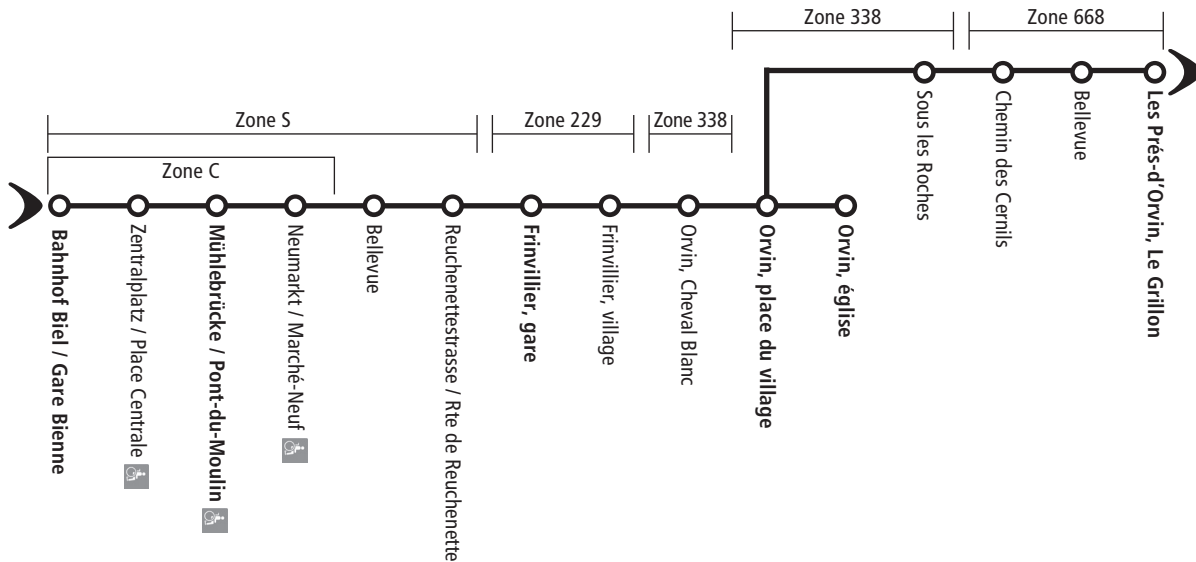 Zone 338
Zone 668
Zone S
Zone 229
Zone 338
Zone C
Bahnhof Biel / Gare Bienne
Zentralplatz / Place Centrale
Mühlebrücke / Pont-du-Moulin
Neumarkt / Marché-Neuf
Bellevue
Reuchenettestrasse / Rte de Reuchenette
Frinvillier, gare
Frinvillier, village
Orvin, Cheval Blanc
Orvin, place du village
Orvin, église
Sous les Roches
Chemin des Cernils
Bellevue
Les Prés-d'Orvin, Le Grillon